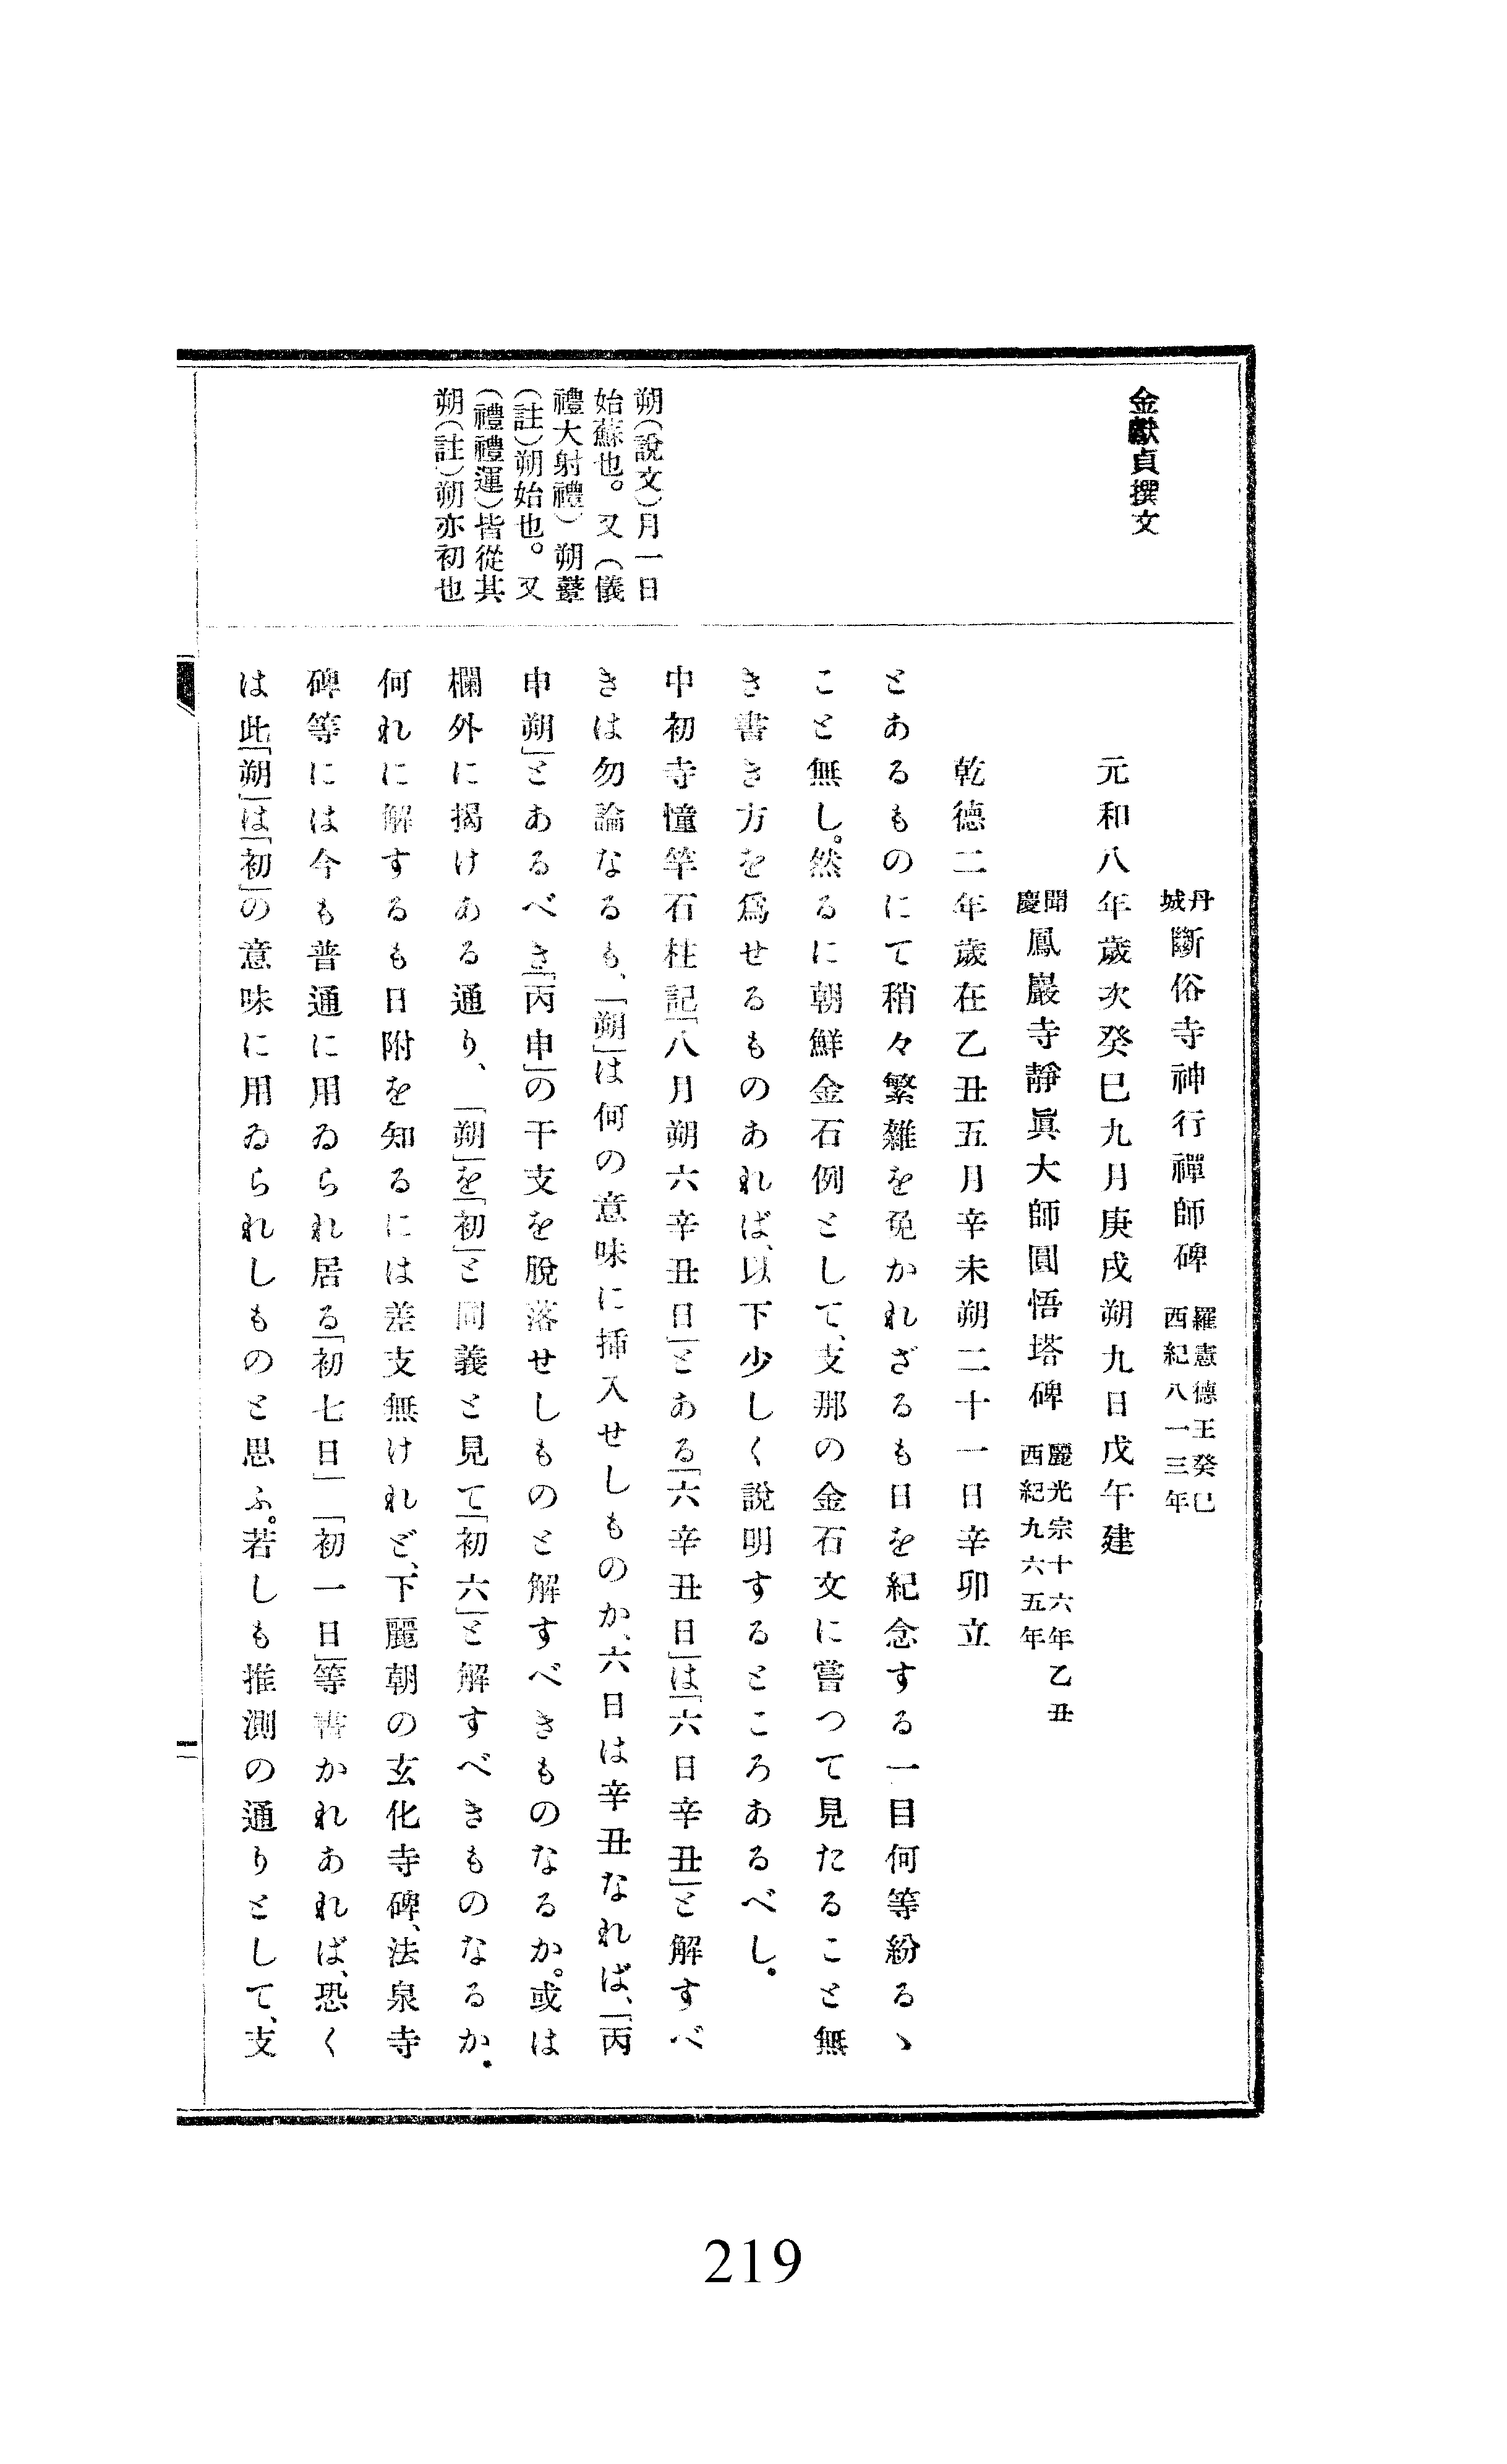 金獻貞撰文
朔(說文)月一日
始蘇也。又(儀
禮大射禮)朔鼙
(註)朔始也。又
(禮禮運)皆從其
朔(註)朔亦初也
丹城斷俗寺神行禪師碑 羅憲德王癸巳 西紀八一三年
元和八年歲次癸巳九月庚戌朔九日戊午建
聞慶鳳巖寺靜眞大師圓悟塔碑 麗光宗十六年乙丑 西紀九六五年
乾德二年歲在乙丑五月辛未朔二十一日辛卯立
とあるものにて稍々繁雜を免かれざるも日を紀念する一目何等紛るゝ
こと無し。然るに朝鮮金石例として、支那の金石文に嘗つて見たること無
き書き方を爲せるものあれば、以下少しく說明するところあるべし。
中初寺憧竿石柱記「八月朔六辛丑日」とある「六辛丑日」は「六日辛丑」と解すべ
きは勿論なるも、「朔」は何の意味に挿入せしものか、六日は辛丑なれば、「丙
申朔」とあるべき「丙申」の干支を脫落せしものと解すべきものなるか。或は
欄外に揭けある通り、「朔」を「初」と同義と見て「初六」と解すべきものなるか。
何れに解するも日附を知るには差支無けれど、下麗朝の玄化寺碑、法泉寺
碑等には今も普通に用ゐられ居る「初七日」「初一日」等書かれあれば、恐く
は此「朔」は「初」の意味に用ゐられしものと思ふ。若しも推測の通りとして、支
二
219